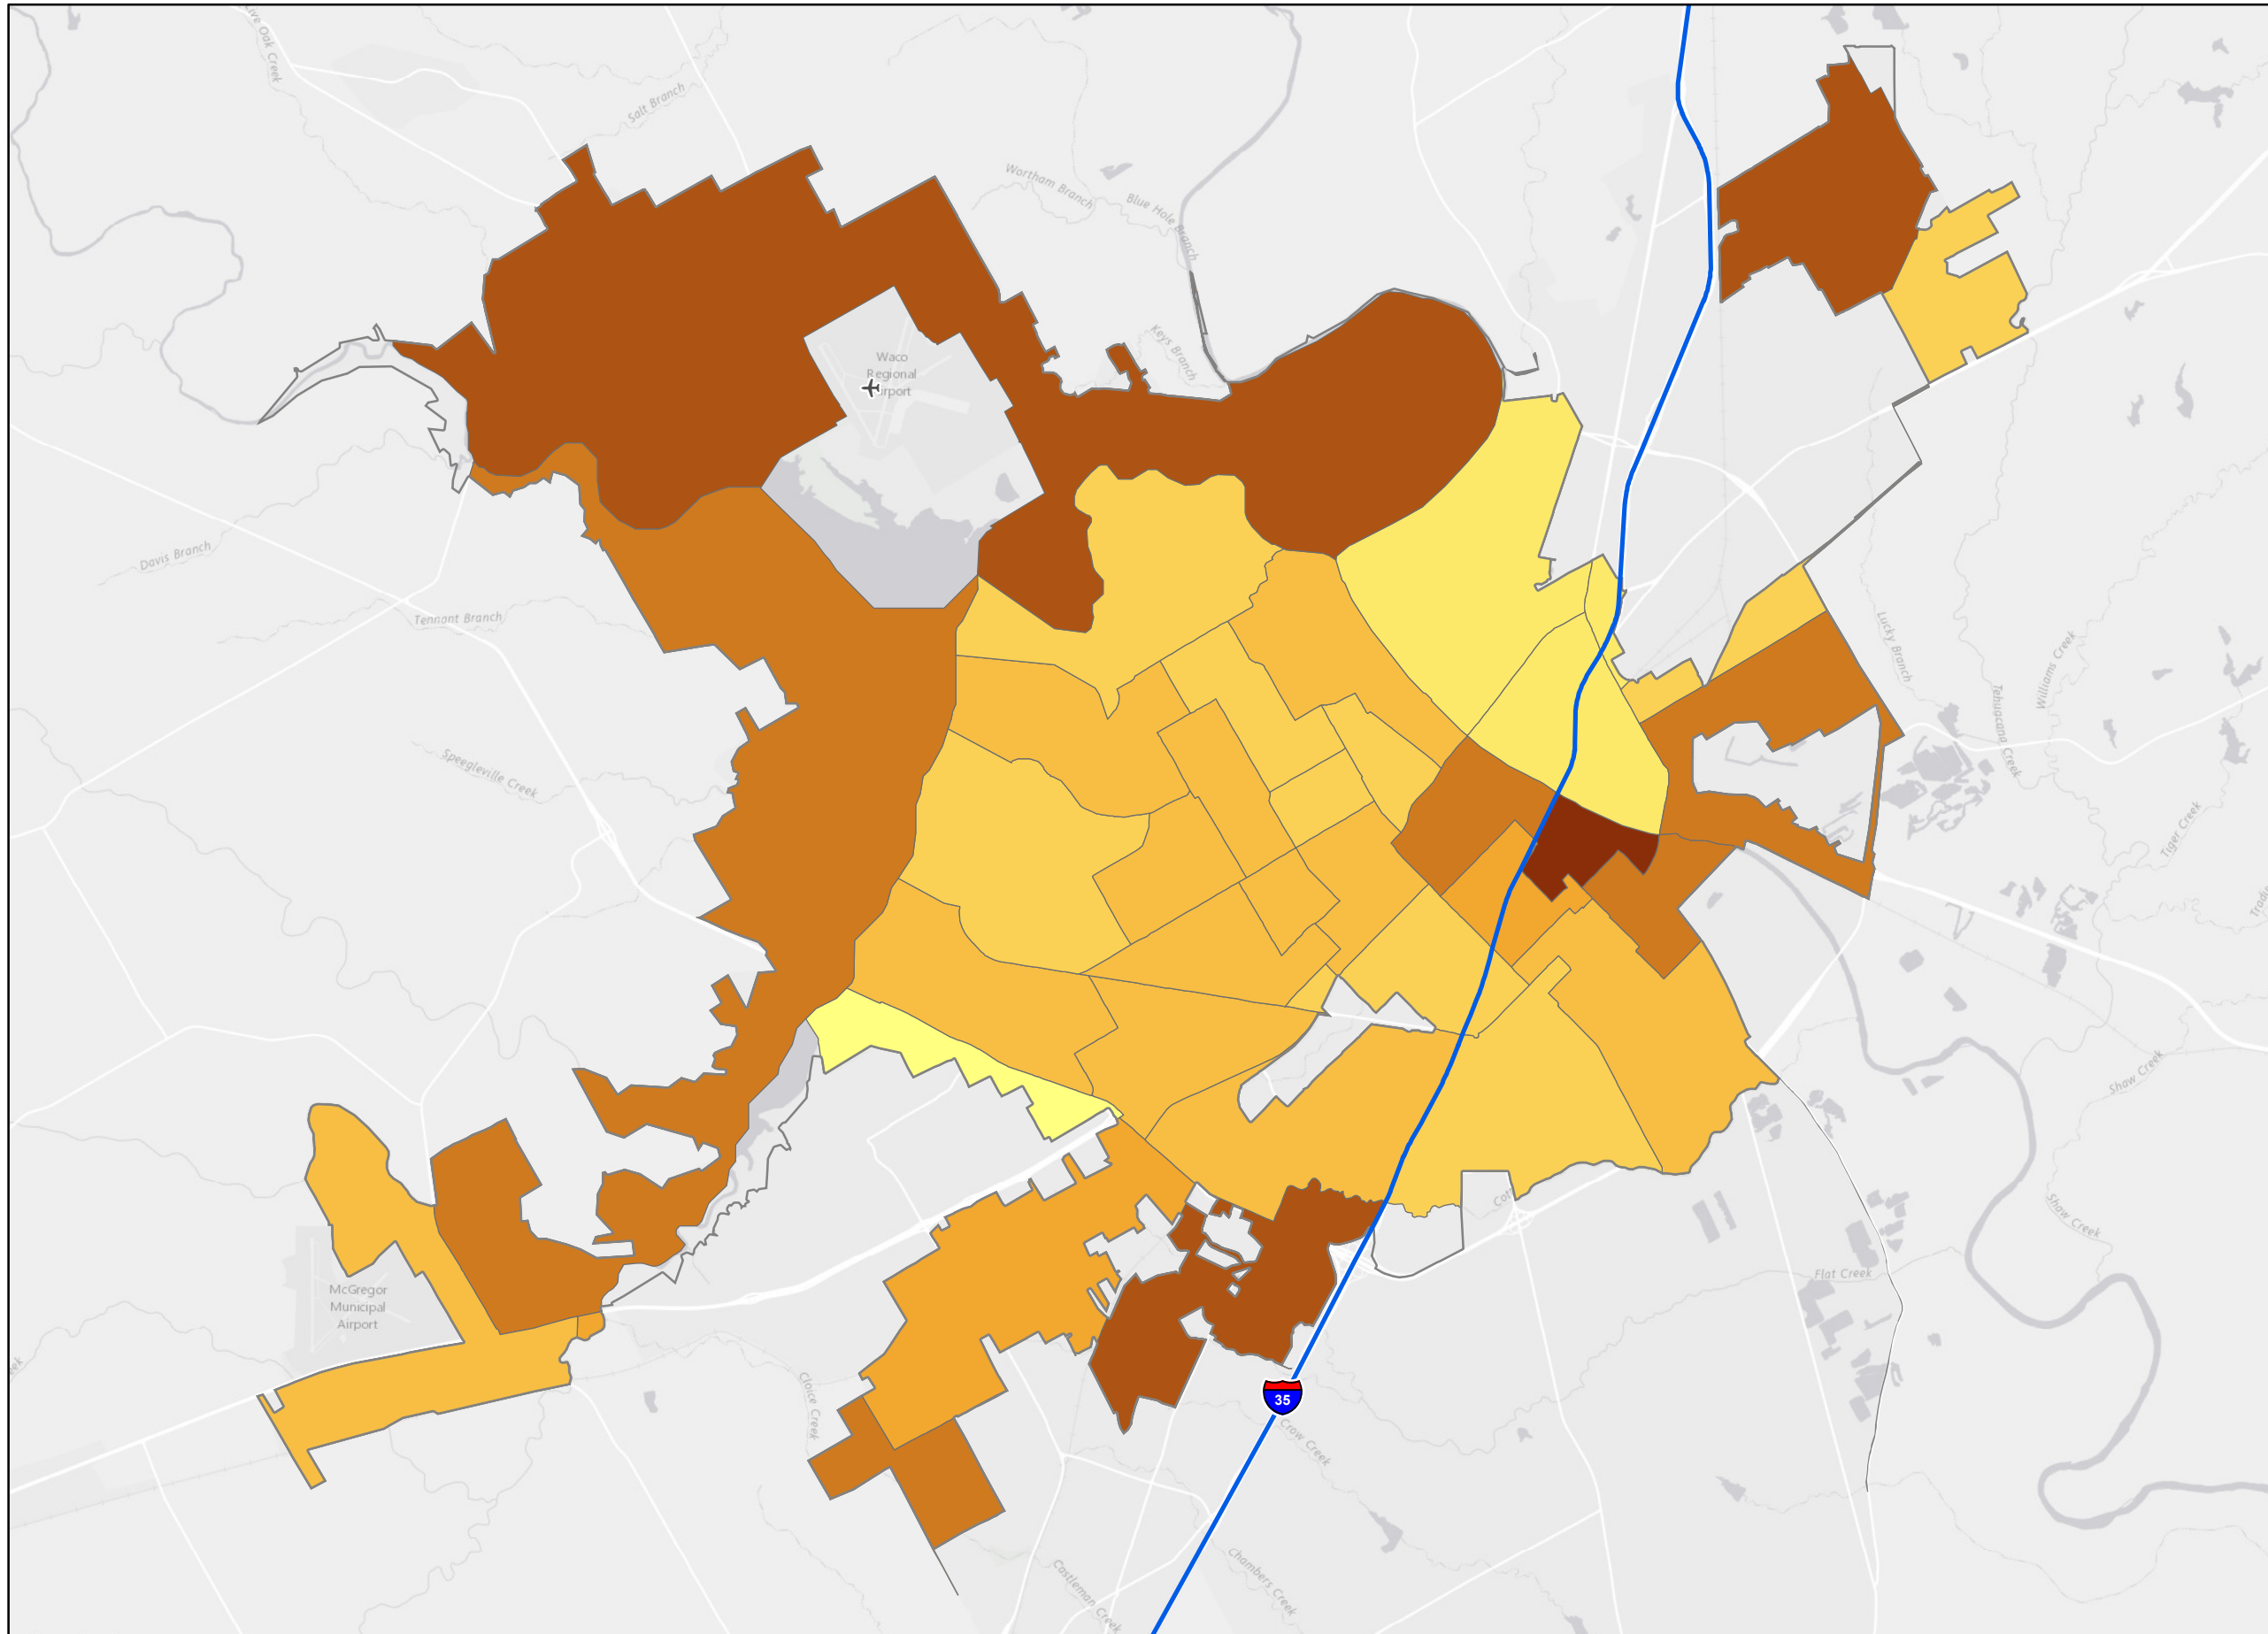 Live Oak Creek
Salt Branch
Wortham Branch
Blue Hole Branch
Keys Branch
Waco
Regional
Airport
Davis Branch
Tennant Branch
Speegleville Creek
Lucky Branch
Williams Creek
Tehuacana Creek
Tiger Creek
Shaw Creek
Shaw Creek
Flat Creek
McGregor
Municipal
Airport
Cloice Creek
35
Crow Creek
Chambers Creek
Castleman Creek